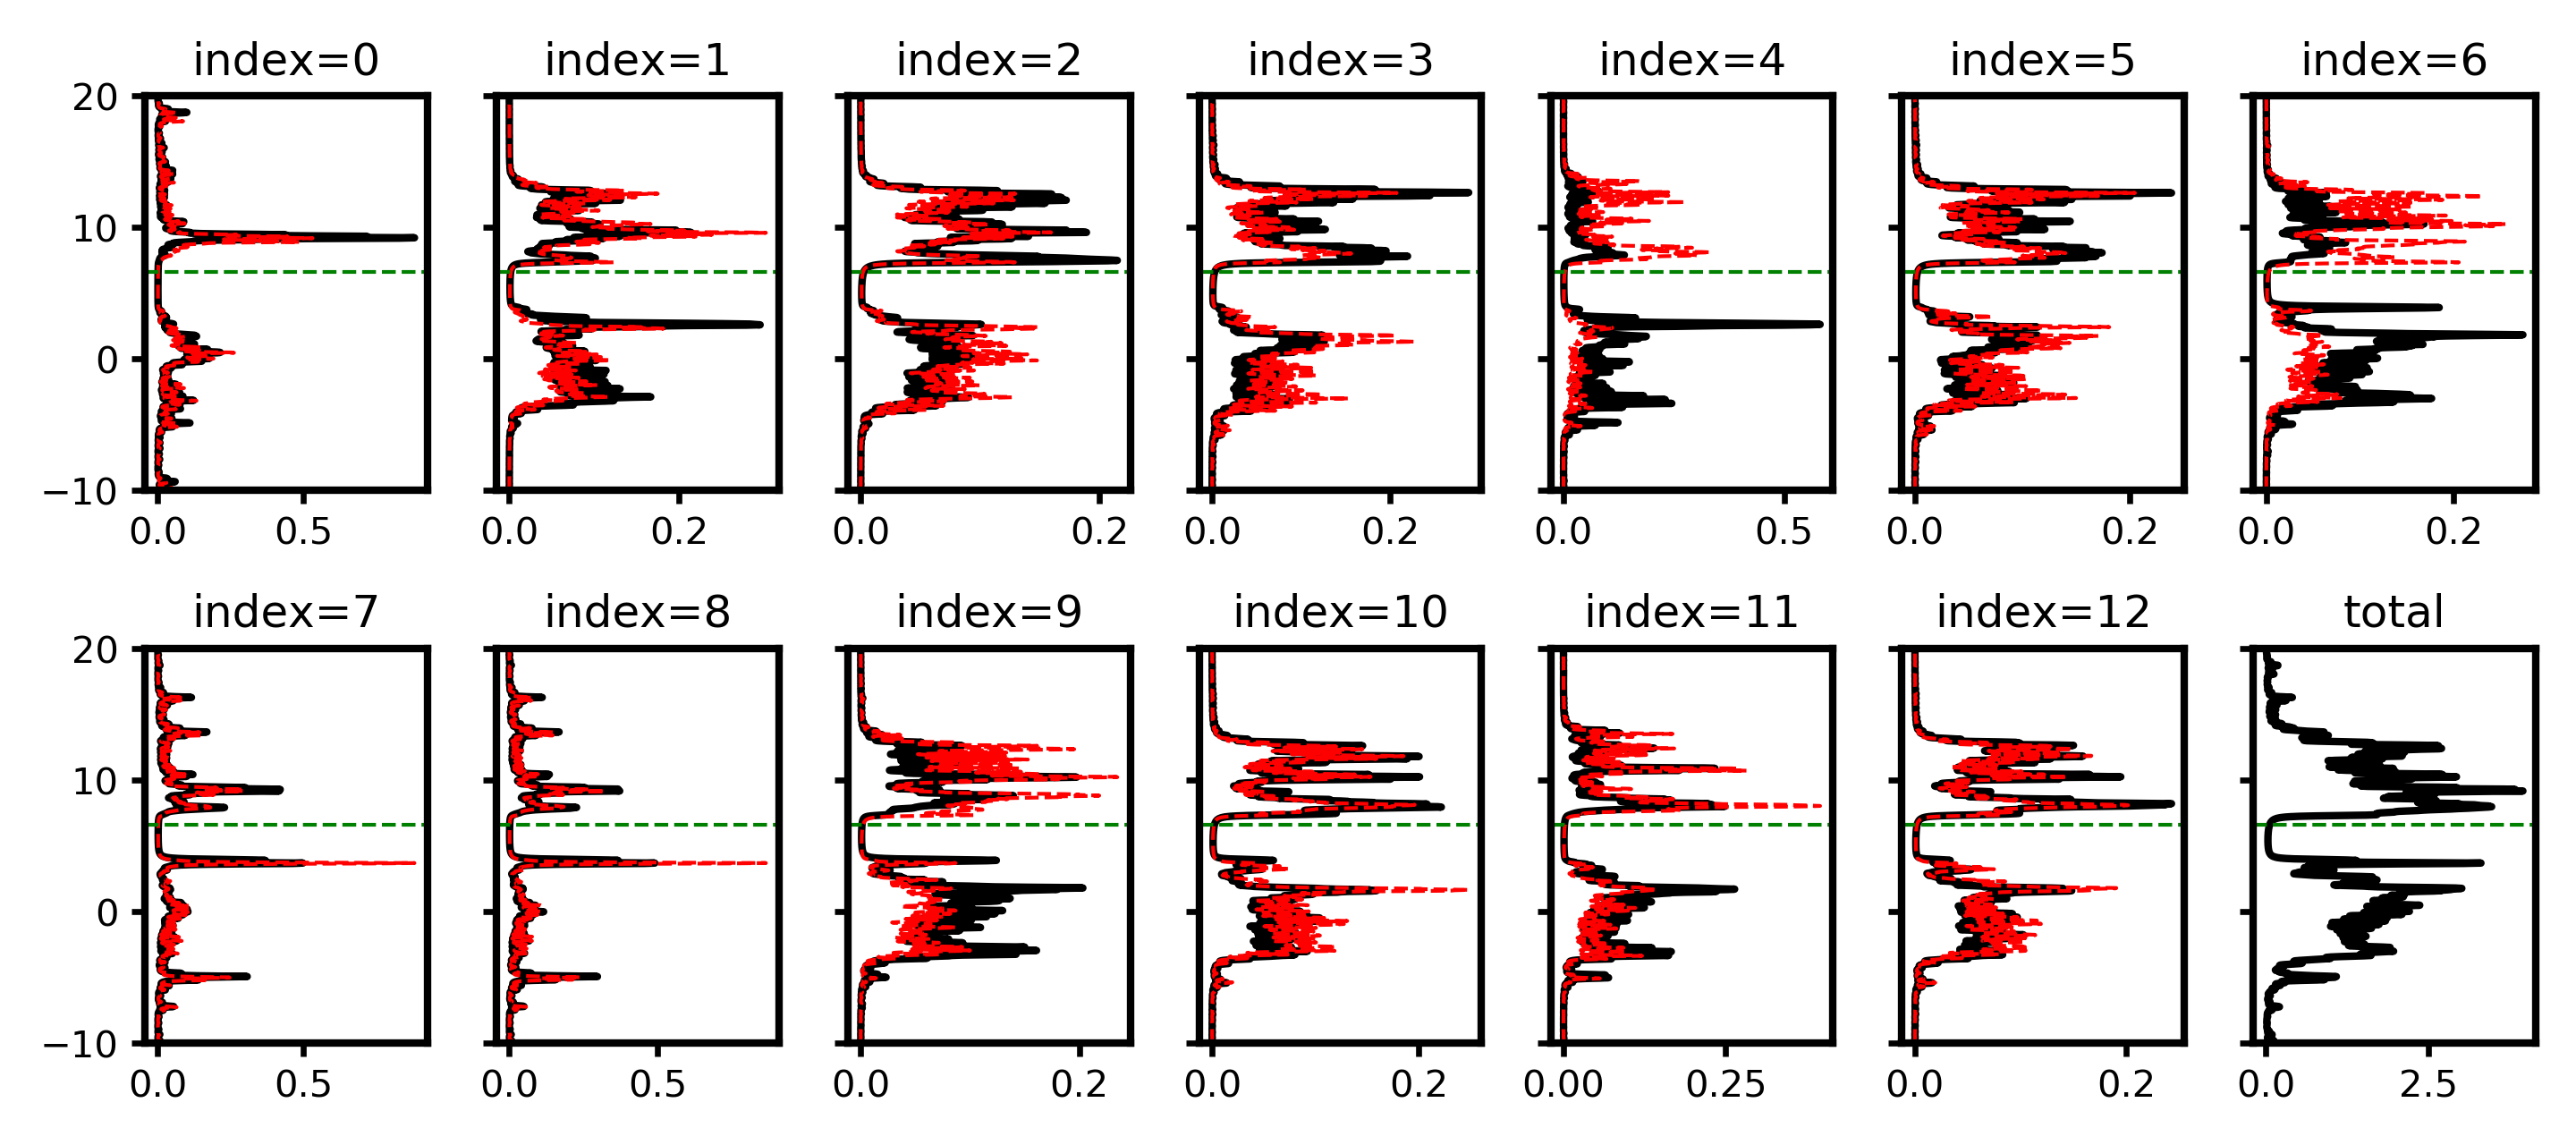 index=0 index=1 index=2 index=3 index=4 index=5 index=6
20
10
0
−10
0.0 0.5 0.0 0.2 0.0 0.2 0.0 0.2 0.0 0.5 0.0 0.2 0.0 0.2
index=7 index=8 index=9 index=10 index=11 index=12 total
20
10
0
−10
0.0 0.5 0.0 0.5 0.0 0.2 0.0 0.2 0.00 0.25 0.0 0.2 0.0 2.5